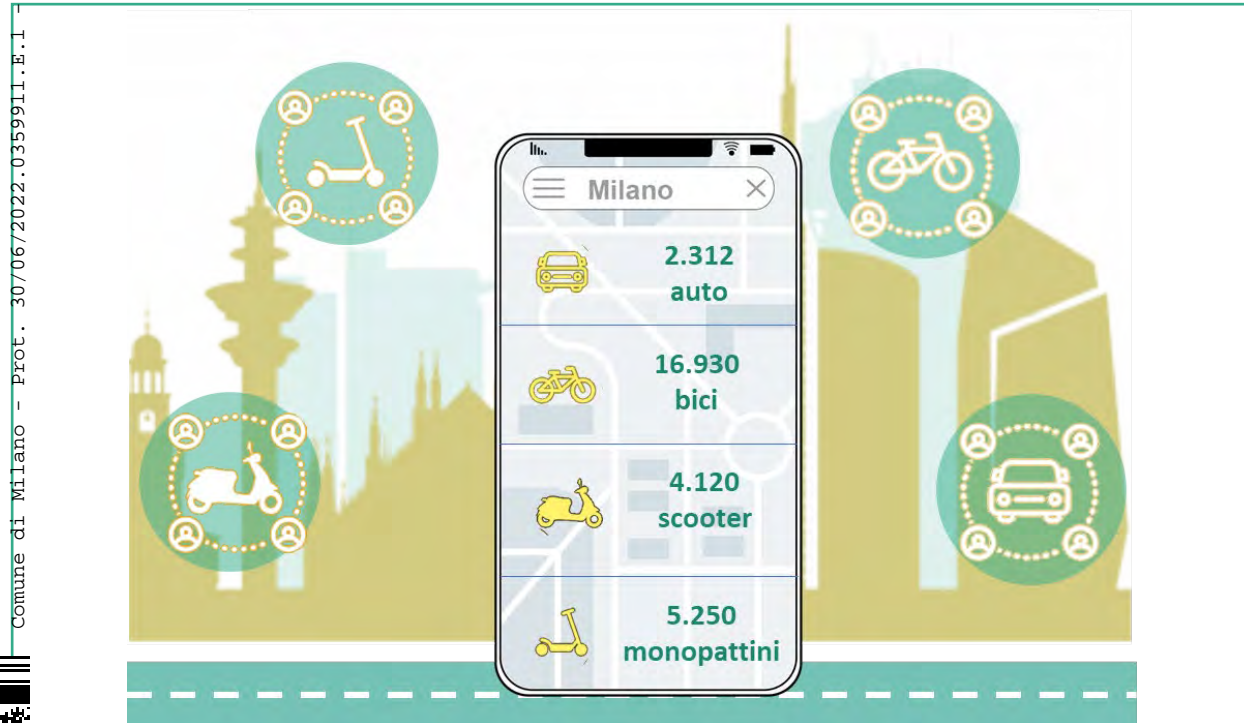 Comune di Milano - Prot. 30/06/2022.0359911.E.1 -
Milano
2.312
auto
16.930
bici
4.120
scooter
5.250
monopattini